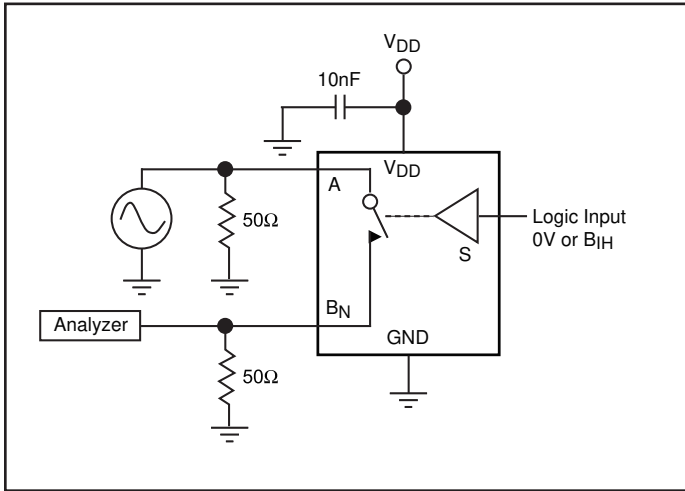 VDD
10nF
VDD
A
50Ω
S
Logic Input
0V or BIH
BN
Analyzer
GND
50Ω